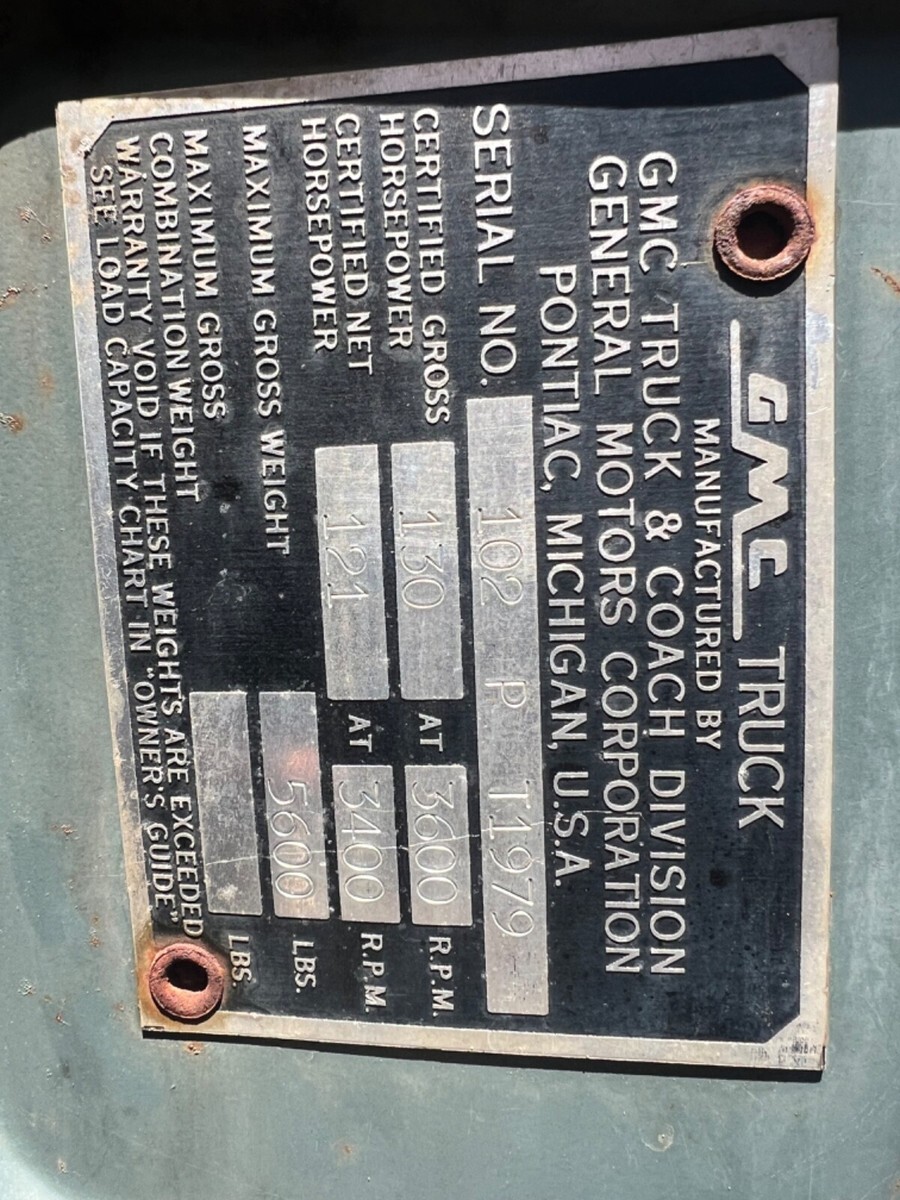 GMC TRUCK
MANUFACTURED BY
GMC TRUCK & COACH DIVISION
GENERAL MOTORS CORPORATION
PONTIAC, MICHIGAN, U.S.A.
SERIAL NO. 102 P T1979
CERTIFIED GROSS
HORSEPOWER 130 AT 3600 R.P.M.
CERTIFIED NET
HORSEPOWER 121 AT 3400 R.P.M.
MAXIMUM GROSS WEIGHT 5600 LBS.
MAXIMUM GROSS
COMBINATION WEIGHT LBS.
WARRANTY VOID IF THESE WEIGHTS ARE EXCEEDED
SEE LOAD CAPACITY CHART IN "OWNER'S GUIDE"